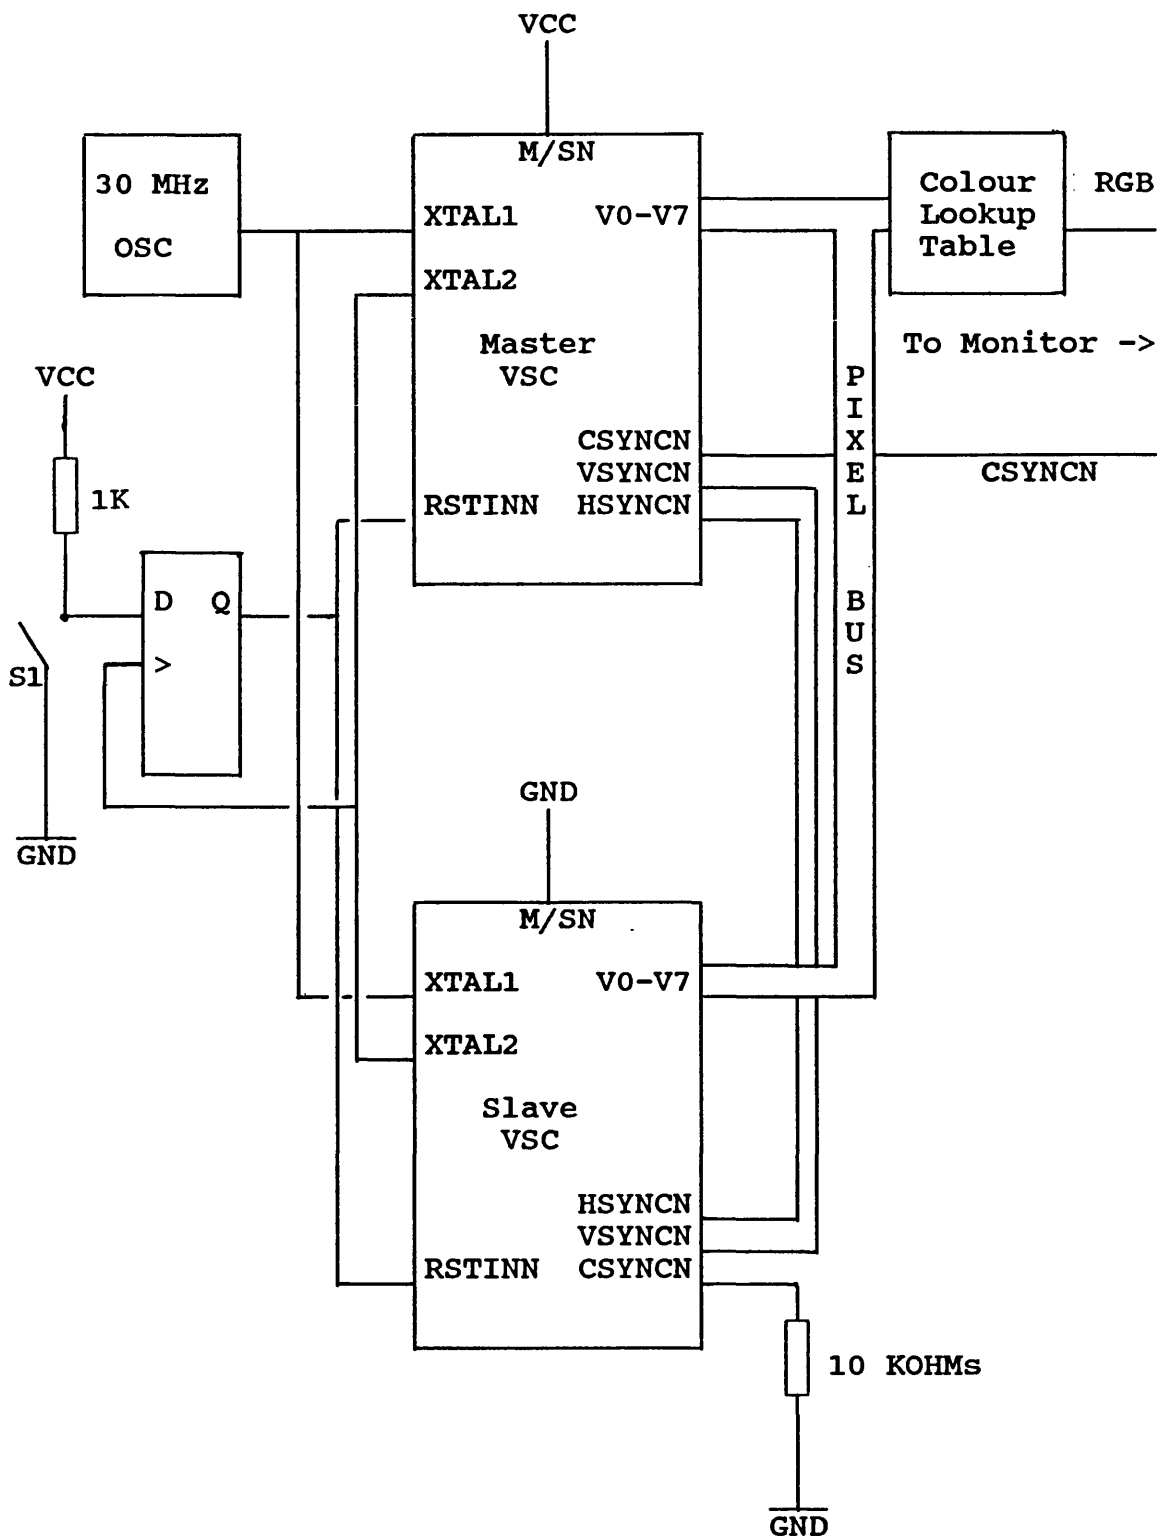 VCC
30 MHz
OSC
M/SN
XTAL1
V0-V7
XTAL2
Master
VSC
CSYNCN
VSYNCN
RSTINN
HSYNCN
Colour
Lookup
Table
RGB
To Monitor ->
CSYNCN
PIXEL BUS
VCC
1K
D
Q
>
S1
GND
GND
M/SN
XTAL1
V0-V7
XTAL2
Slave
VSC
HSYNCN
VSYNCN
RSTINN
CSYNCN
10 KOHMs
GND